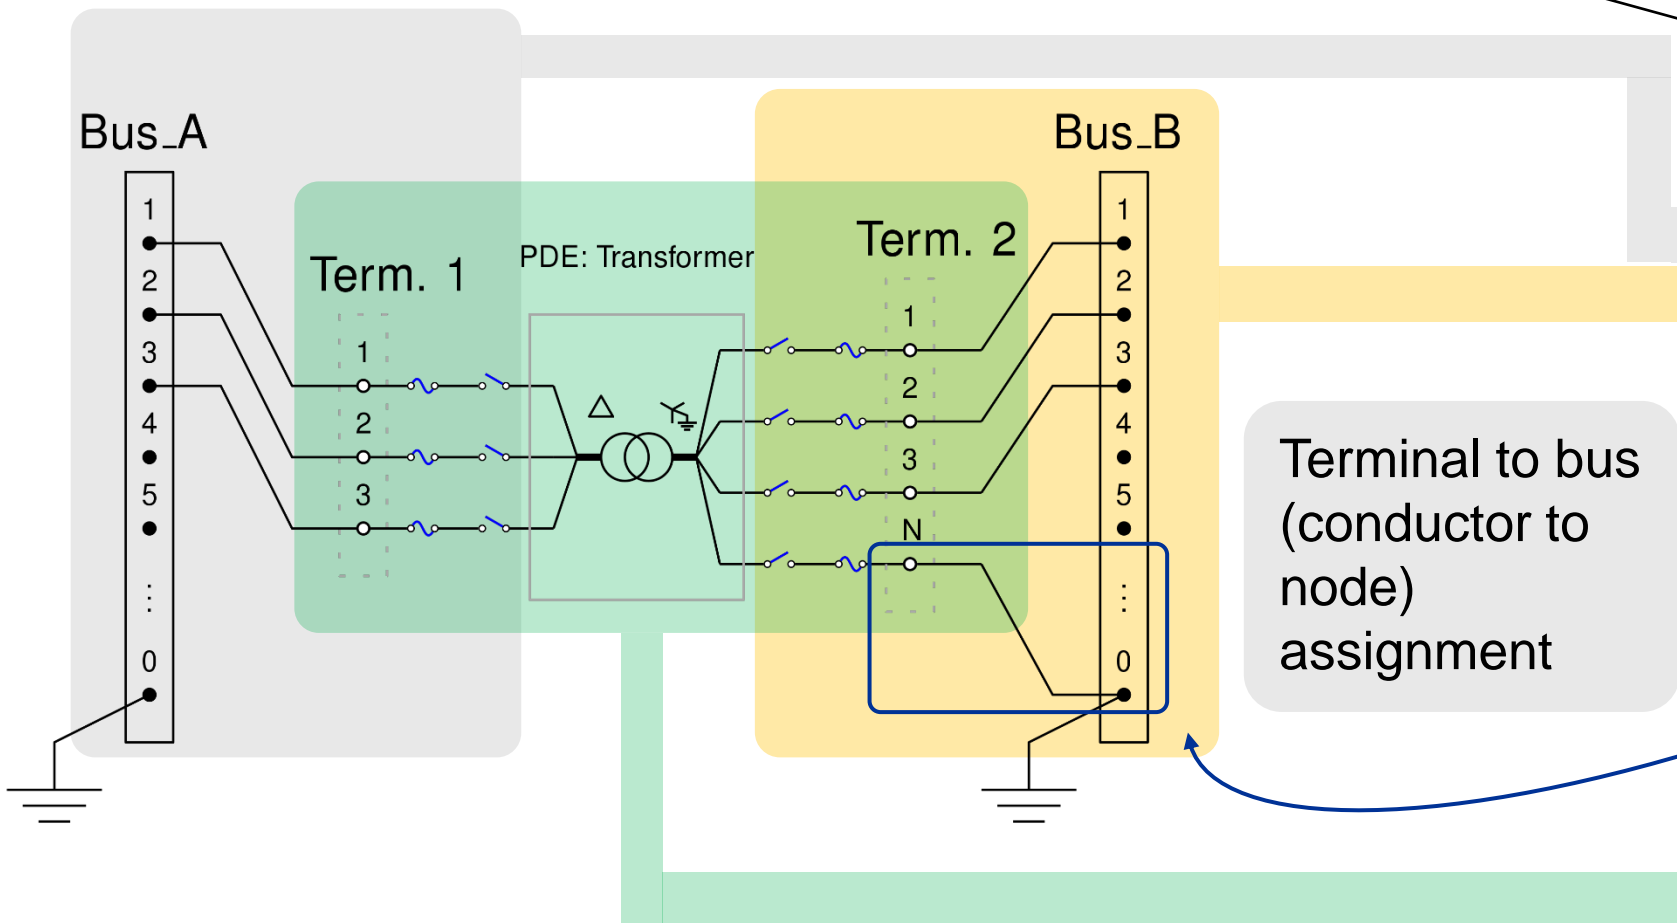 Bus_A
1
2
3
4
5
⋮
0
Term. 1
1
2
3
PDE: Transformer
Term. 2
1
2
3
N
Bus_B
1
2
3
4
5
⋮
0
Terminal to bus
(conductor to
node)
assignment